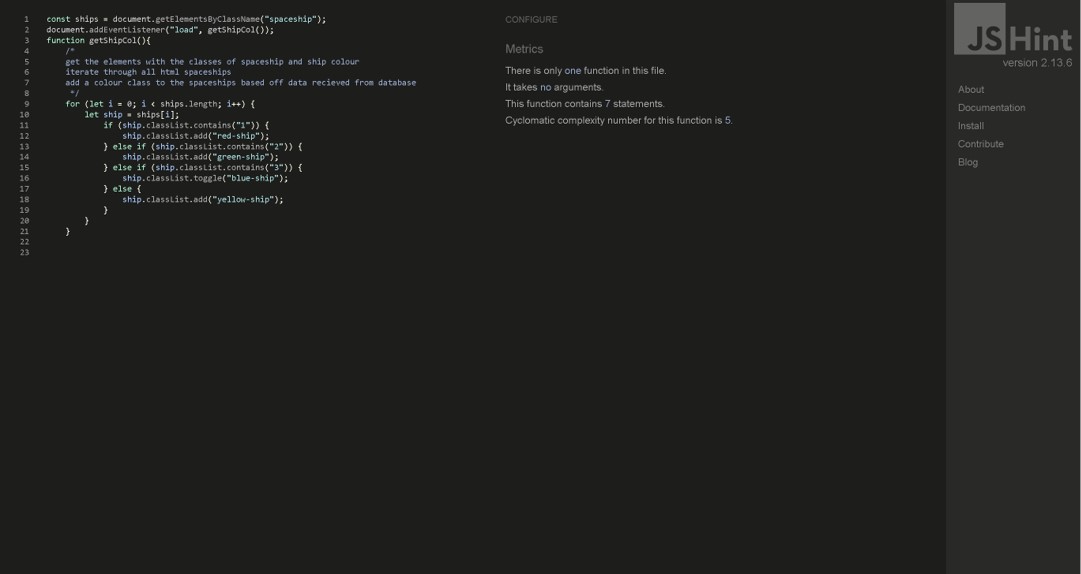 1 const ships = document.getElementsByClassName("spaceship");
2 document.addEventListener("load", getShipCol());
3 function getShipCol(){
4 /*
5 get the elements with the classes of spaceship and ship colour
6 iterate through all html spaceships
7 add a colour class to the spaceships based off data recieved from database
8 */
9 for (let i = 0; i < ships.length; i++) {
10 let ship = ships[i];
11 if (ship.classList.contains("1")) {
12 ship.classList.add("red-ship");
13 } else if (ship.classList.contains("2")) {
14 ship.classList.add("green-ship");
15 } else if (ship.classList.contains("3")) {
16 ship.classList.toggle("blue-ship");
17 } else {
18 ship.classList.add("yellow-ship");
19 }
20 }
21 }
22
23
CONFIGURE
Metrics
There is only one function in this file.
It takes no arguments.
This function contains 7 statements.
Cyclomatic complexity number for this function is 5.
JSHint
version 2.13.6
About
Documentation
Install
Contribute
Blog